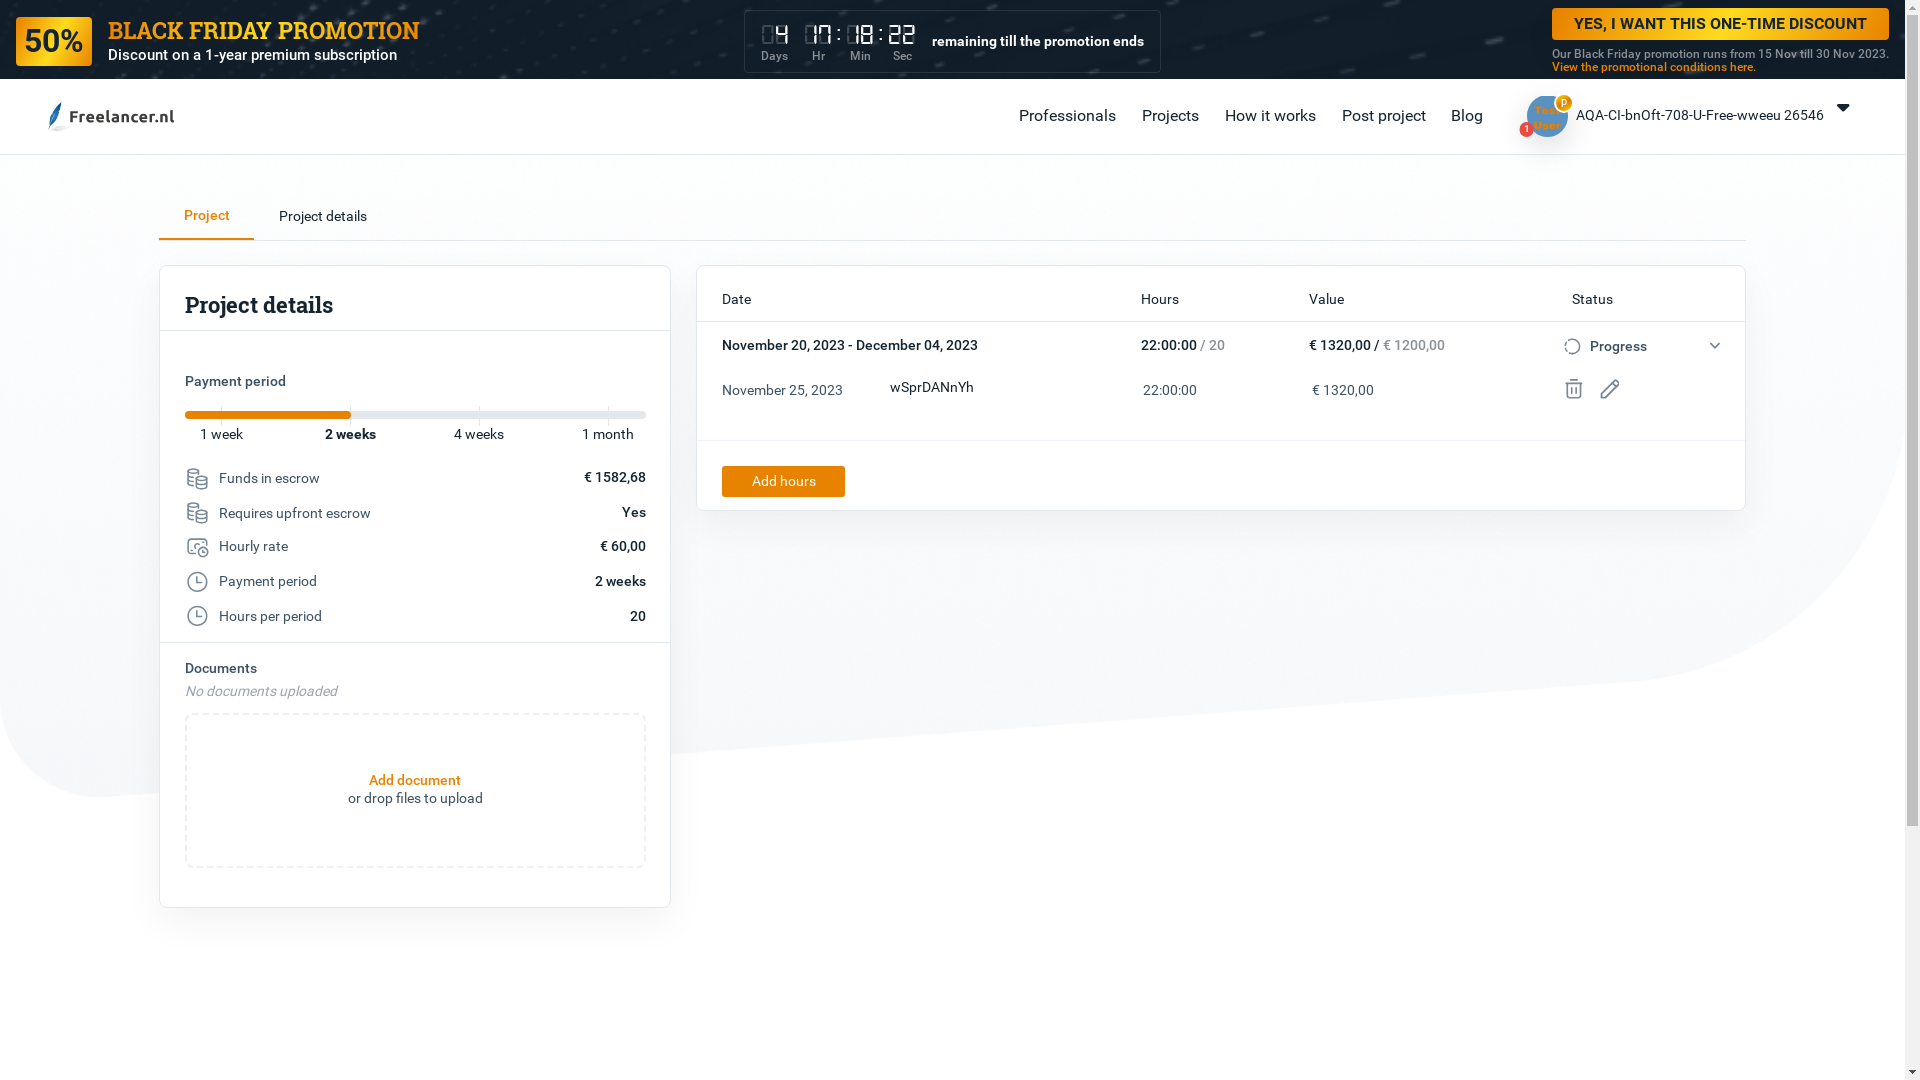 50%
BLACK FRIDAY PROMOTION
Discount on a 1-year premium subscription
4 17 : 18 : 22
Days Hr Min Sec
remaining till the promotion ends
YES, I WANT THIS ONE-TIME DISCOUNT
Our Black Friday promotion runs from 15 Nov till 30 Nov 2023.
View the promotional conditions here.
Freelancer.nl
Professionals Projects How it works Post project Blog
Test User
P
1
AQA-CI-bnOft-708-U-Free-wweeu 26546
Project Project details
Project details
Payment period
1 week 2 weeks 4 weeks 1 month
Funds in escrow € 1582,68
Requires upfront escrow Yes
Hourly rate € 60,00
Payment period 2 weeks
Hours per period 20
Documents
No documents uploaded
Add document
or drop files to upload
Date Hours Value Status
November 20, 2023 - December 04, 2023 22:00:00 / 20 € 1320,00 / € 1200,00 Progress
November 25, 2023 wSprDANnYh 22:00:00 € 1320,00
Add hours